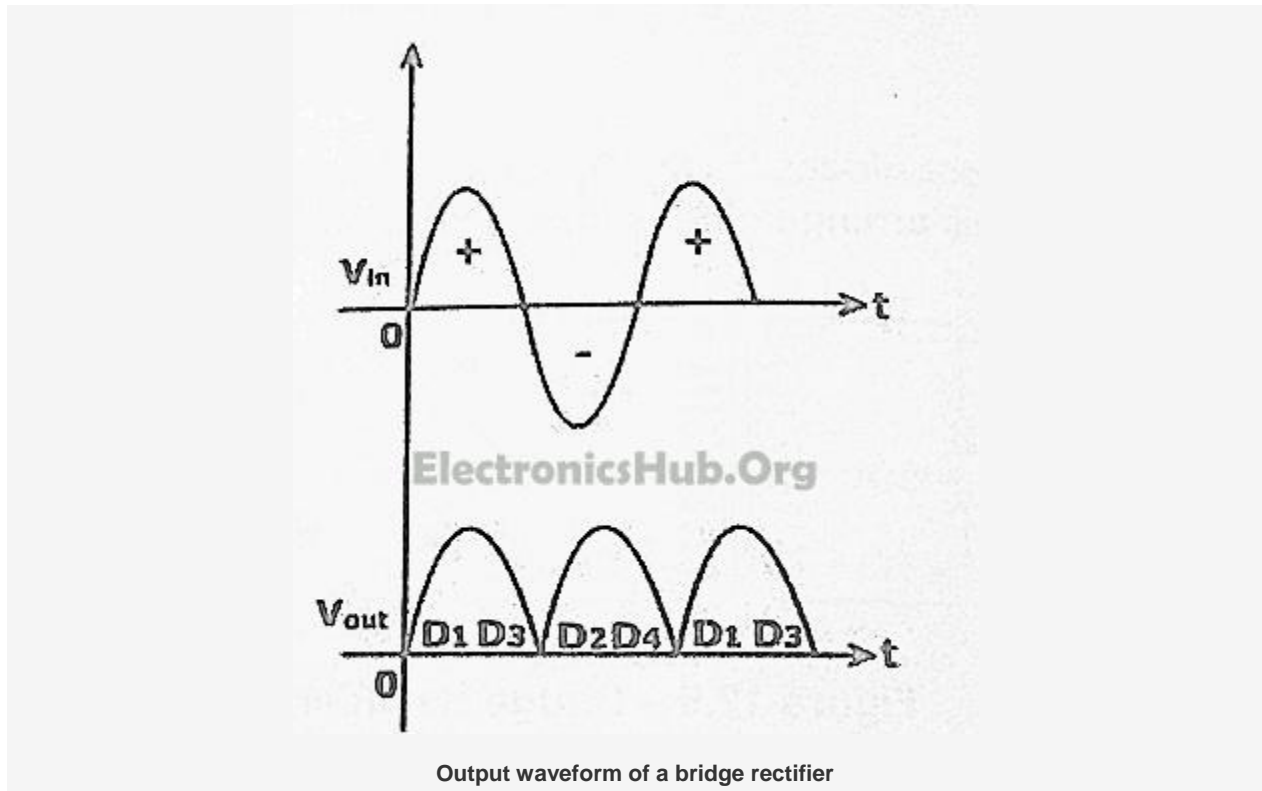 +
+
Vin
t
0
-
ElectronicsHub.Org
Vout
D1 D3 D2 D4 D1 D3
t
0
Output waveform of a bridge rectifier